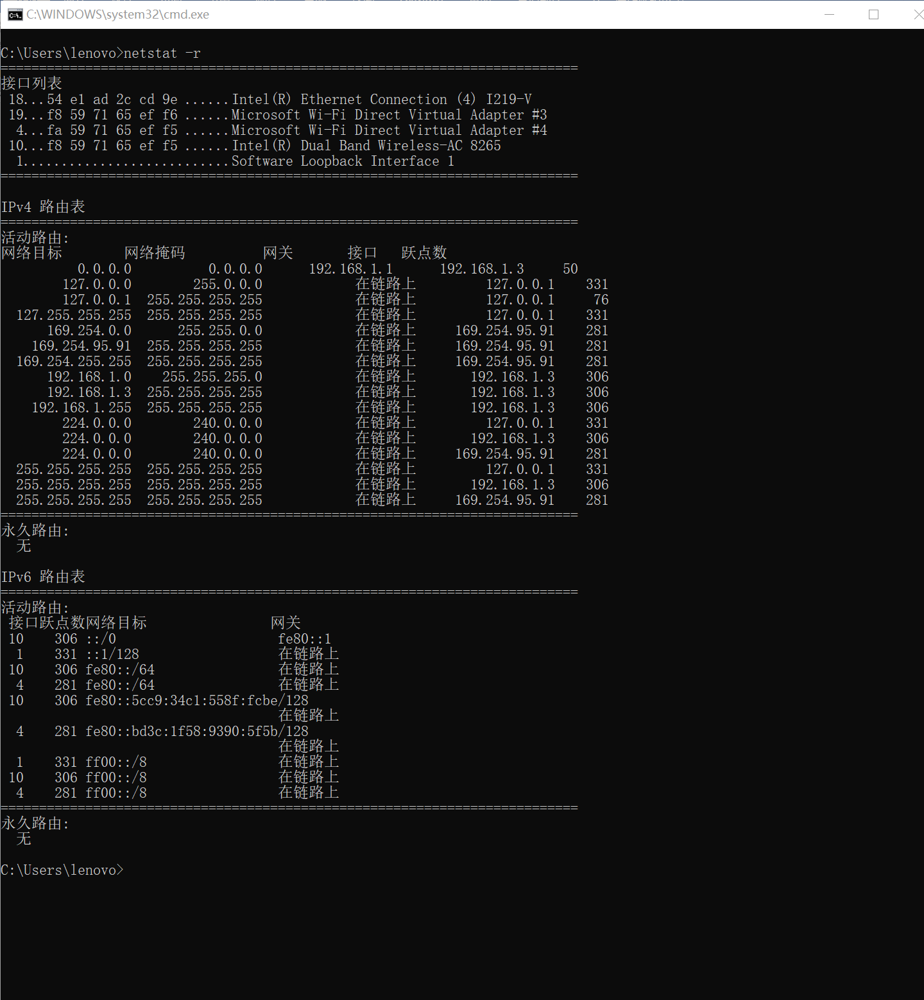 C:\WINDOWS\system32\cmd.exe
C:\Users\lenovo>netstat -r
===========================================================================
接口列表
 18...54 e1 ad 2c cd 9e ......Intel(R) Ethernet Connection (4) I219-V
 19...f8 59 71 65 ef f6 ......Microsoft Wi-Fi Direct Virtual Adapter #3
  4...fa 59 71 65 ef f5 ......Microsoft Wi-Fi Direct Virtual Adapter #4
 10...f8 59 71 65 ef f5 ......Intel(R) Dual Band Wireless-AC 8265
  1...........................Software Loopback Interface 1
===========================================================================
IPv4 路由表
===========================================================================
活动路由:
网络目标        网络掩码          网关       接口   跃点数
          0.0.0.0          0.0.0.0      192.168.1.1      192.168.1.3     50
        127.0.0.0        255.0.0.0            在链路上         127.0.0.1    331
        127.0.0.1  255.255.255.255            在链路上         127.0.0.1     76
  127.255.255.255  255.255.255.255            在链路上         127.0.0.1    331
      169.254.0.0      255.255.0.0            在链路上     169.254.95.91    281
    169.254.95.91  255.255.255.255            在链路上     169.254.95.91    281
  169.254.255.255  255.255.255.255            在链路上     169.254.95.91    281
      192.168.1.0    255.255.255.0            在链路上       192.168.1.3    306
      192.168.1.3  255.255.255.255            在链路上       192.168.1.3    306
    192.168.1.255  255.255.255.255            在链路上       192.168.1.3    306
        224.0.0.0        240.0.0.0            在链路上         127.0.0.1    331
        224.0.0.0        240.0.0.0            在链路上       192.168.1.3    306
        224.0.0.0        240.0.0.0            在链路上     169.254.95.91    281
  255.255.255.255  255.255.255.255            在链路上         127.0.0.1    331
  255.255.255.255  255.255.255.255            在链路上       192.168.1.3    306
  255.255.255.255  255.255.255.255            在链路上     169.254.95.91    281
===========================================================================
永久路由:
  无
IPv6 路由表
===========================================================================
活动路由:
 接口跃点数网络目标                网关
 10    306 ::/0                     fe80::1
  1    331 ::1/128                  在链路上
 10    306 fe80::/64                在链路上
  4    281 fe80::/64                在链路上
 10    306 fe80::5cc9:34c1:558f:fcbe/128
                                    在链路上
  4    281 fe80::bd3c:1f58:9390:5f5b/128
                                    在链路上
  1    331 ff00::/8                 在链路上
 10    306 ff00::/8                 在链路上
  4    281 ff00::/8                 在链路上
===========================================================================
永久路由:
  无
C:\Users\lenovo>